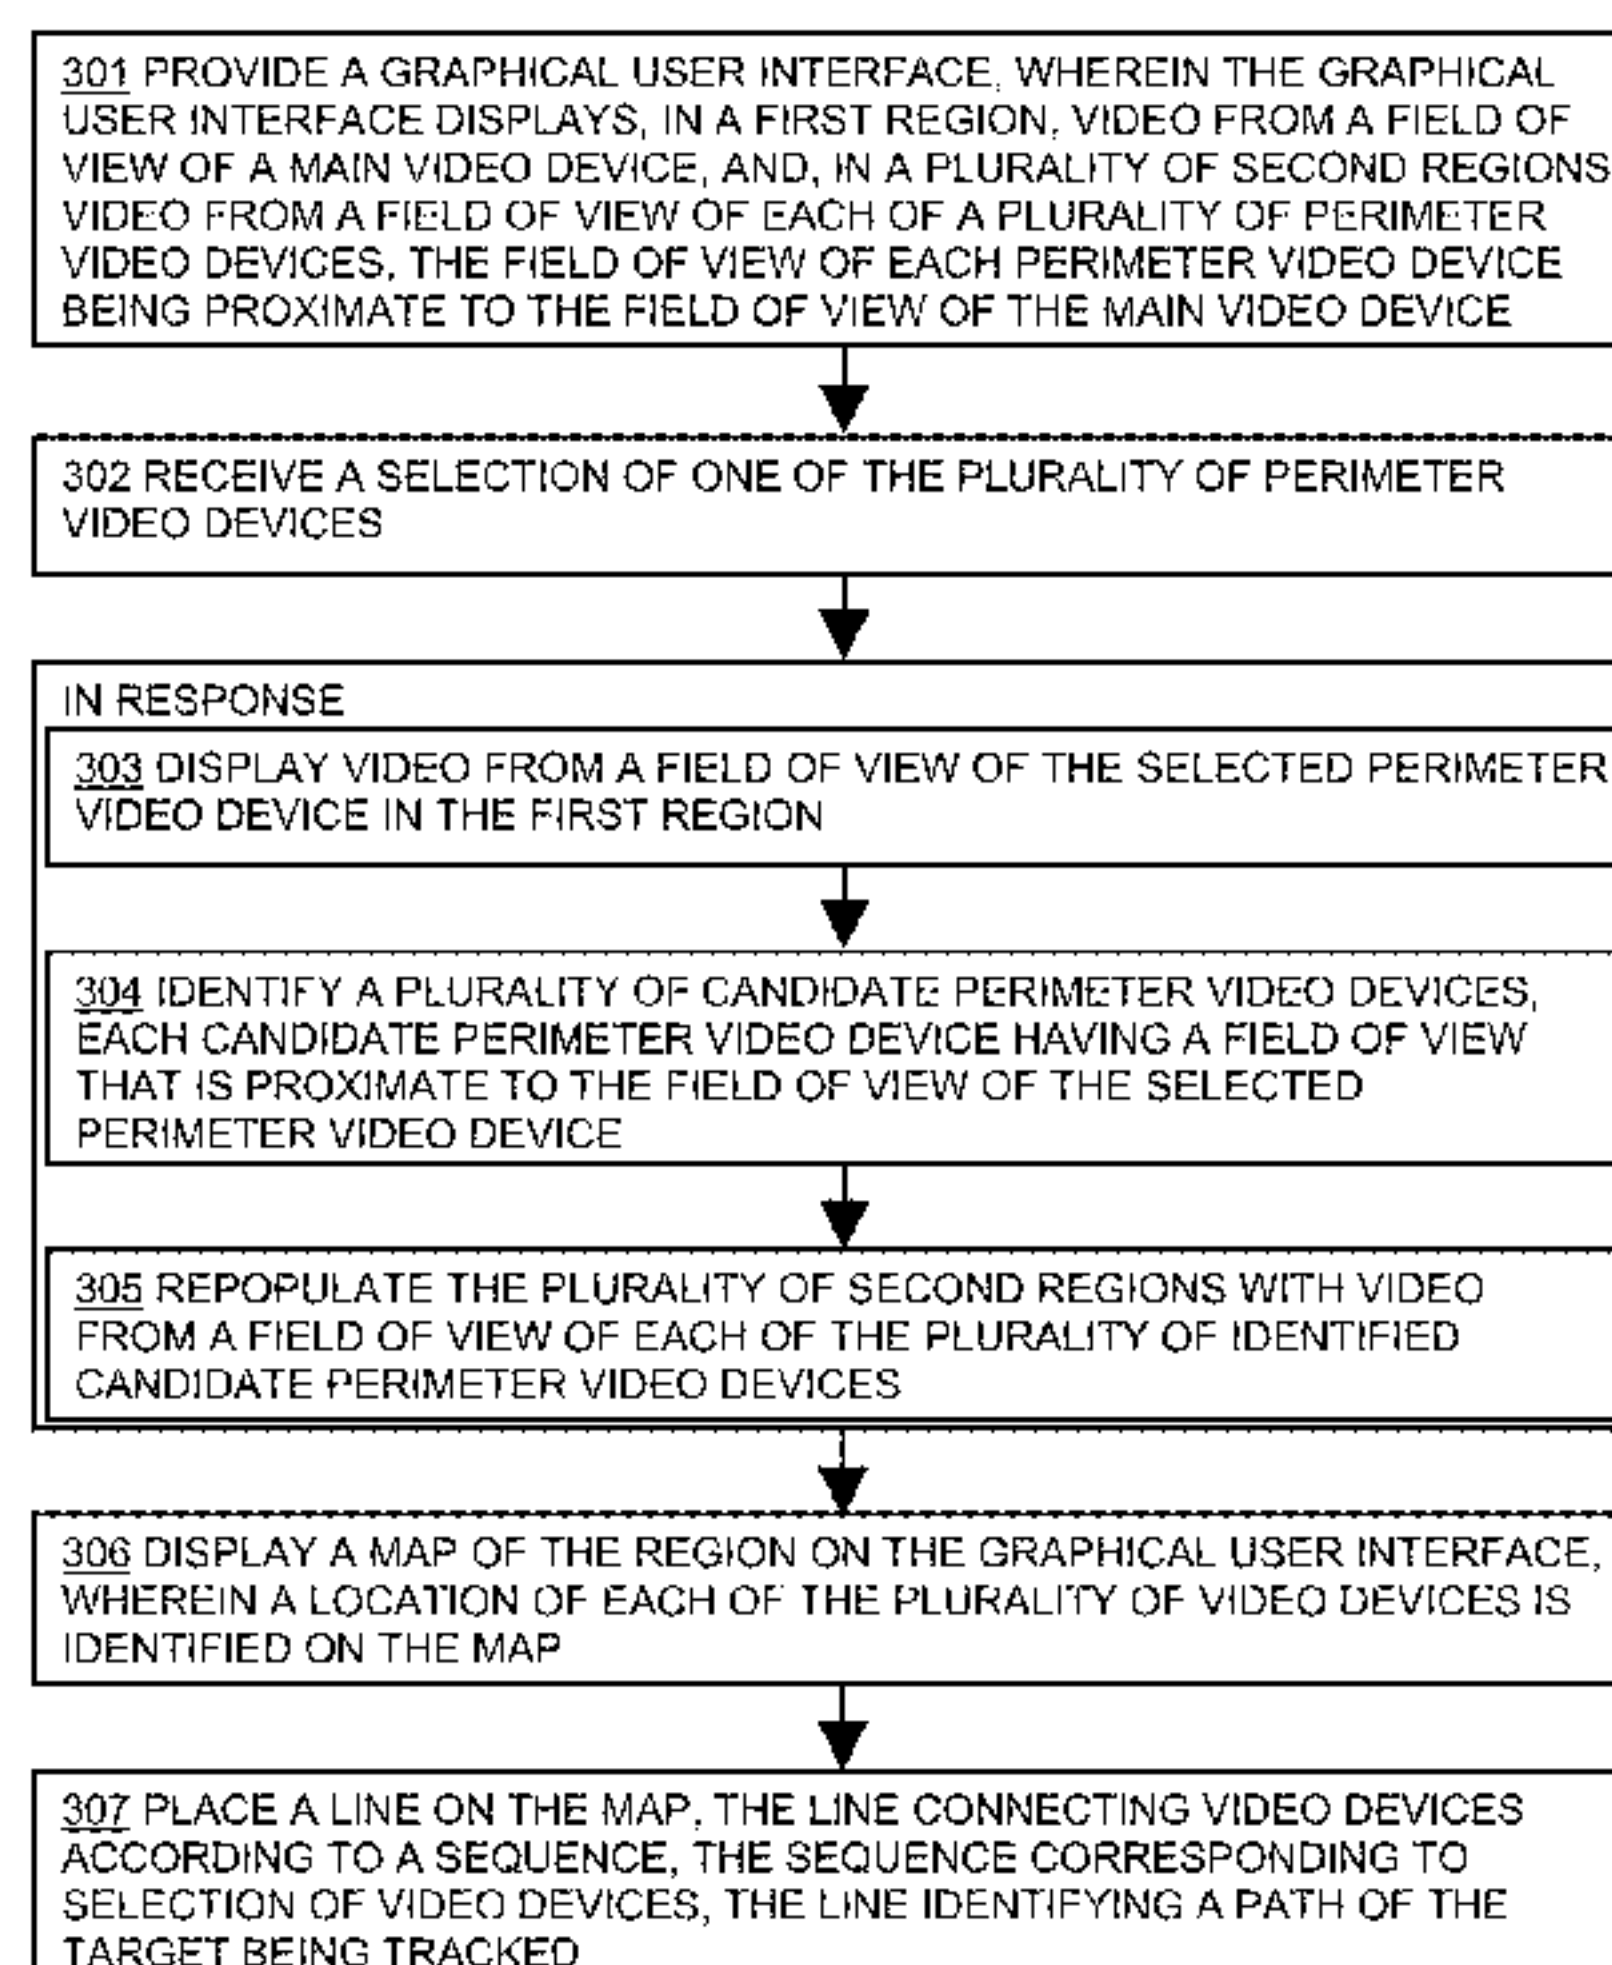 301 PROVIDE A GRAPHICAL USER INTERFACE, WHEREIN THE GRAPHICAL
USER INTERFACE DISPLAYS, IN A FIRST REGION, VIDEO FROM A FIELD OF
VIEW OF A MAIN VIDEO DEVICE, AND, IN A PLURALITY OF SECOND REGIONS
VIDEO FROM A FIELD OF VIEW OF EACH OF A PLURALITY OF PERIMETER
VIDEO DEVICES, THE FIELD OF VIEW OF EACH PERIMETER VIDEO DEVICE
BEING PROXIMATE TO THE FIELD OF VIEW OF THE MAIN VIDEO DEVICE
302 RECEIVE A SELECTION OF ONE OF THE PLURALITY OF PERIMETER
VIDEO DEVICES
IN RESPONSE
303 DISPLAY VIDEO FROM A FIELD OF VIEW OF THE SELECTED PERIMETER
VIDEO DEVICE IN THE FIRST REGION
304 IDENTIFY A PLURALITY OF CANDIDATE PERIMETER VIDEO DEVICES,
EACH CANDIDATE PERIMETER VIDEO DEVICE HAVING A FIELD OF VIEW
THAT IS PROXIMATE TO THE FIELD OF VIEW OF THE SELECTED
PERIMETER VIDEO DEVICE
305 REPOPULATE THE PLURALITY OF SECOND REGIONS WITH VIDEO
FROM A FIELD OF VIEW OF EACH OF THE PLURALITY OF IDENTIFIED
CANDIDATE PERIMETER VIDEO DEVICES
306 DISPLAY A MAP OF THE REGION ON THE GRAPHICAL USER INTERFACE,
WHEREIN A LOCATION OF EACH OF THE PLURALITY OF VIDEO DEVICES IS
IDENTIFIED ON THE MAP
307 PLACE A LINE ON THE MAP, THE LINE CONNECTING VIDEO DEVICES
ACCORDING TO A SEQUENCE, THE SEQUENCE CORRESPONDING TO
SELECTION OF VIDEO DEVICES, THE LINE IDENTIFYING A PATH OF THE
TARGET BEING TRACKED